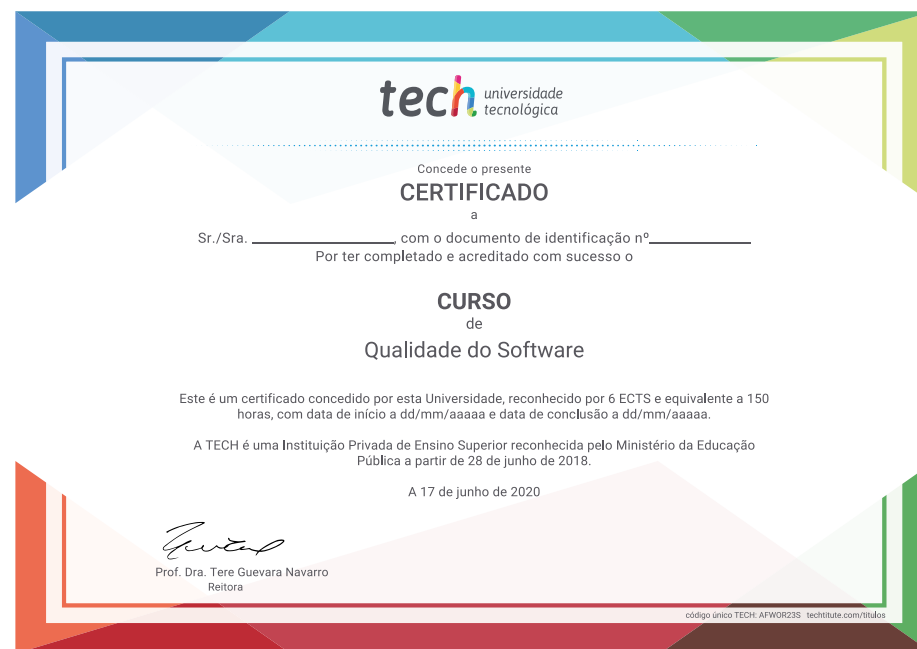 tech universidade
tecnológica
Concede o presente
CERTIFICADO
a
Sr./Sra. ____________________, com o documento de identificação nº______________
Por ter completado e acreditado com sucesso o
CURSO
de
Qualidade do Software
Este é um certificado concedido por esta Universidade, reconhecido por 6 ECTS e equivalente a 150
horas, com data de início a dd/mm/aaaaa e data de conclusão a dd/mm/aaaaa.
A TECH é uma Instituição Privada de Ensino Superior reconhecida pelo Ministério da Educação
Pública a partir de 28 de junho de 2018.
A 17 de junho de 2020
Prof. Dra. Tere Guevara Navarro
Reitora
código único TECH: AFWOR23S techtitute.com/titulos